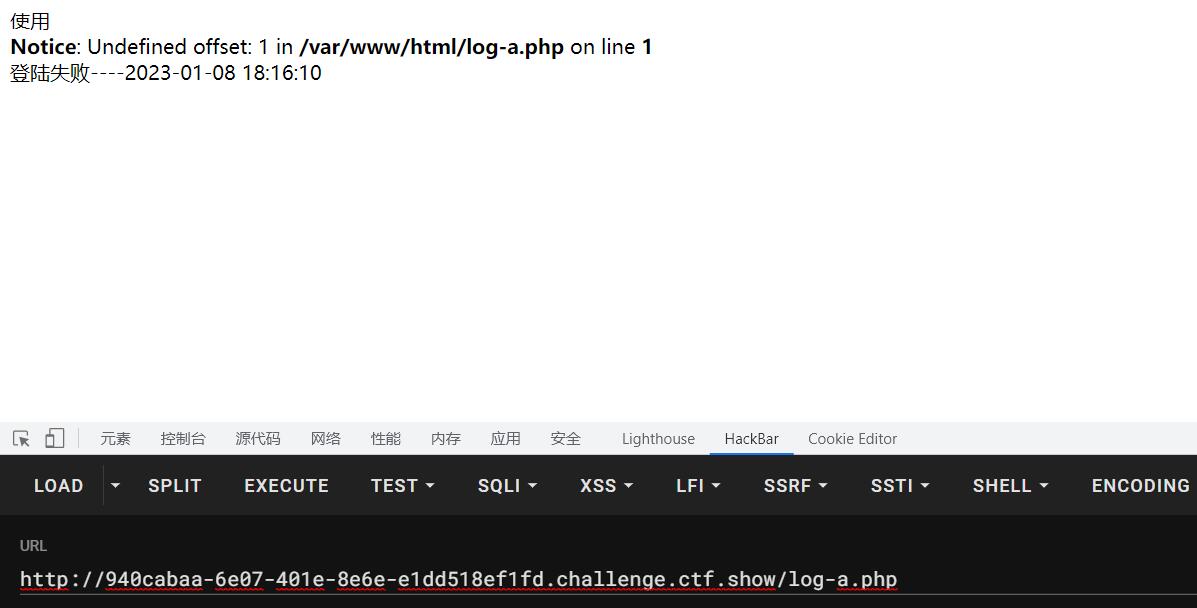 使用
Notice: Undefined offset: 1 in /var/www/html/log-a.php on line 1
登陆失败----2023-01-08 18:16:10
元素 控制台 源代码 网络 性能 内存 应用 安全 Lighthouse HackBar Cookie Editor
LOAD SPLIT EXECUTE TEST SQLI XSS LFI SSRF SSTI SHELL ENCODING
URL
http://940cabaa-6e07-401e-8e6e-e1dd518ef1fd.challenge.ctf.show/log-a.php